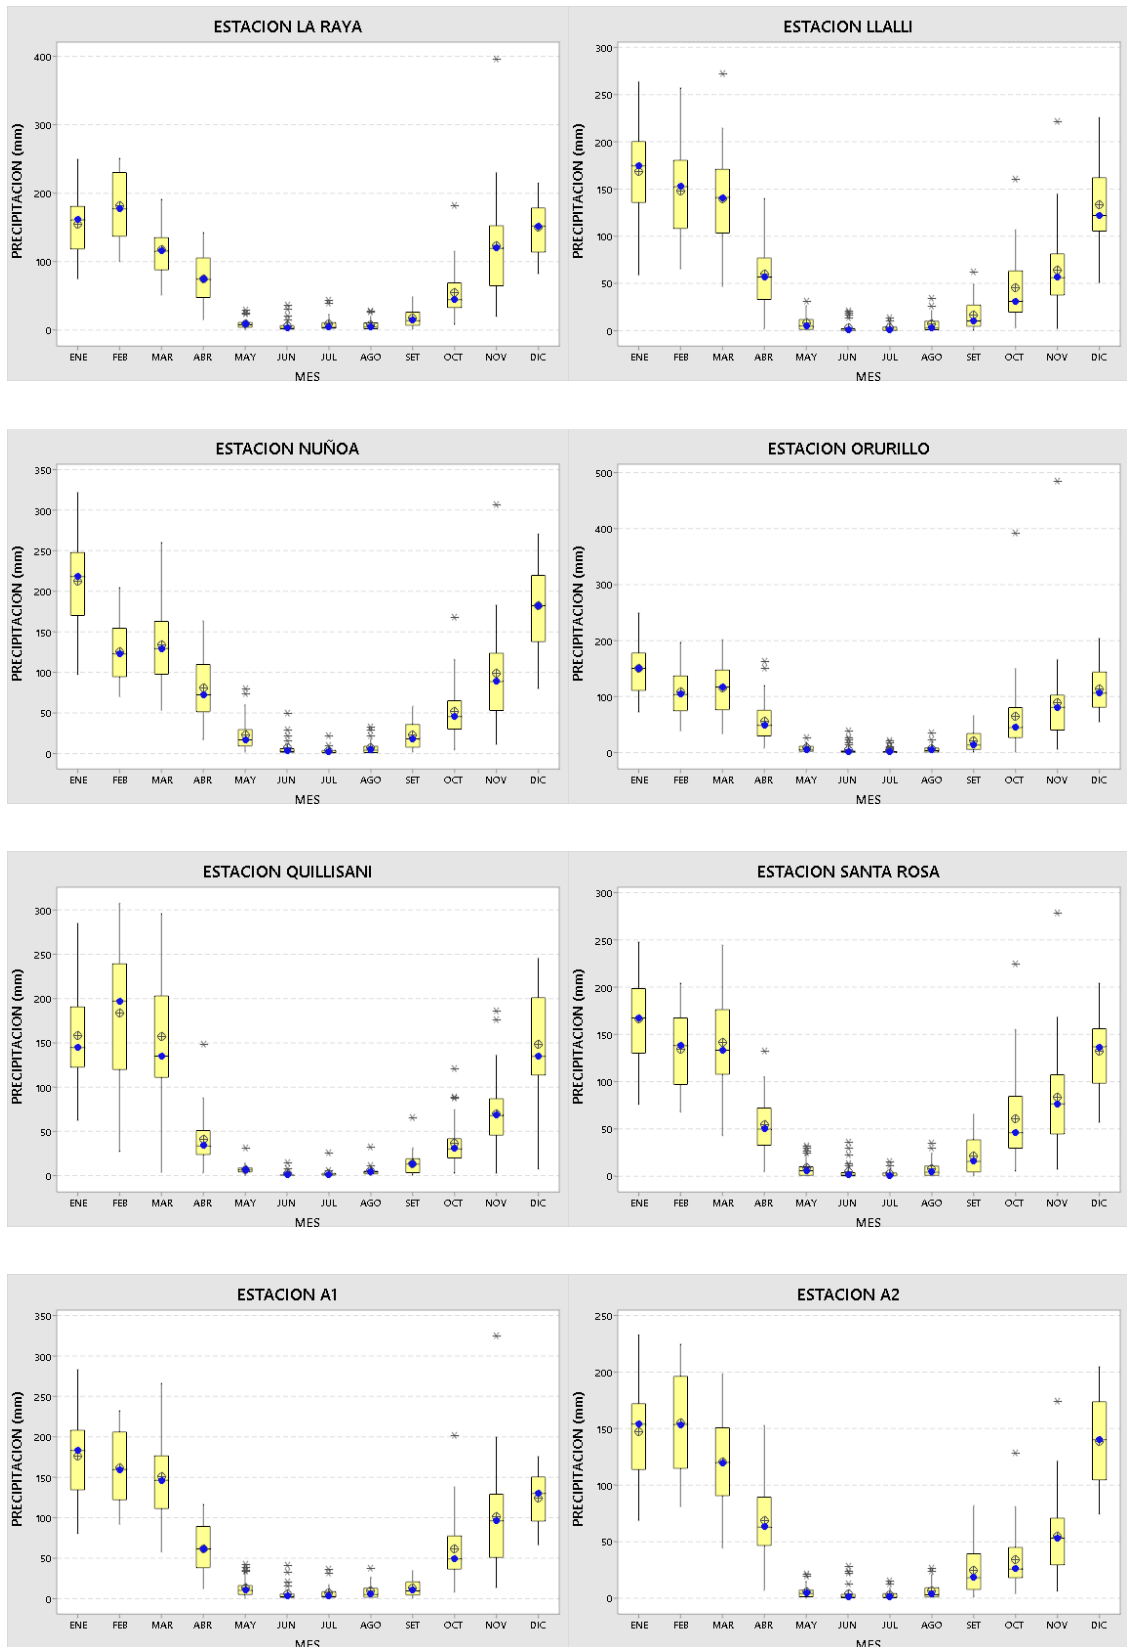 ESTACION LA RAYA
PRECIPITACION (mm)
400
300
200
100
0
ENE FEB MAR ABR MAY JUN JUL AGO SET OCT NOV DIC
MES
ESTACION LLALLI
PRECIPITACION (mm)
300
250
200
150
100
50
0
ENE FEB MAR ABR MAY JUN JUL AGO SET OCT NOV DIC
MES
ESTACION NUÑOA
PRECIPITACION (mm)
350
300
250
200
150
100
50
0
ENE FEB MAR ABR MAY JUN JUL AGO SET OCT NOV DIC
MES
ESTACION ORURILLO
PRECIPITACION (mm)
500
400
300
200
100
0
ENE FEB MAR ABR MAY JUN JUL AGO SET OCT NOV DIC
MES
ESTACION QUILLISANI
PRECIPITACION (mm)
300
250
200
150
100
50
0
ENE FEB MAR ABR MAY JUN JUL AGO SET OCT NOV DIC
MES
ESTACION SANTA ROSA
PRECIPITACION (mm)
300
250
200
150
100
50
0
ENE FEB MAR ABR MAY JUN JUL AGO SET OCT NOV DIC
MES
ESTACION A1
PRECIPITACION (mm)
350
300
250
200
150
100
50
0
ENE FEB MAR ABR MAY JUN JUL AGO SET OCT NOV DIC
MES
ESTACION A2
PRECIPITACION (mm)
250
200
150
100
50
0
ENE FEB MAR ABR MAY JUN JUL AGO SET OCT NOV DIC
MES